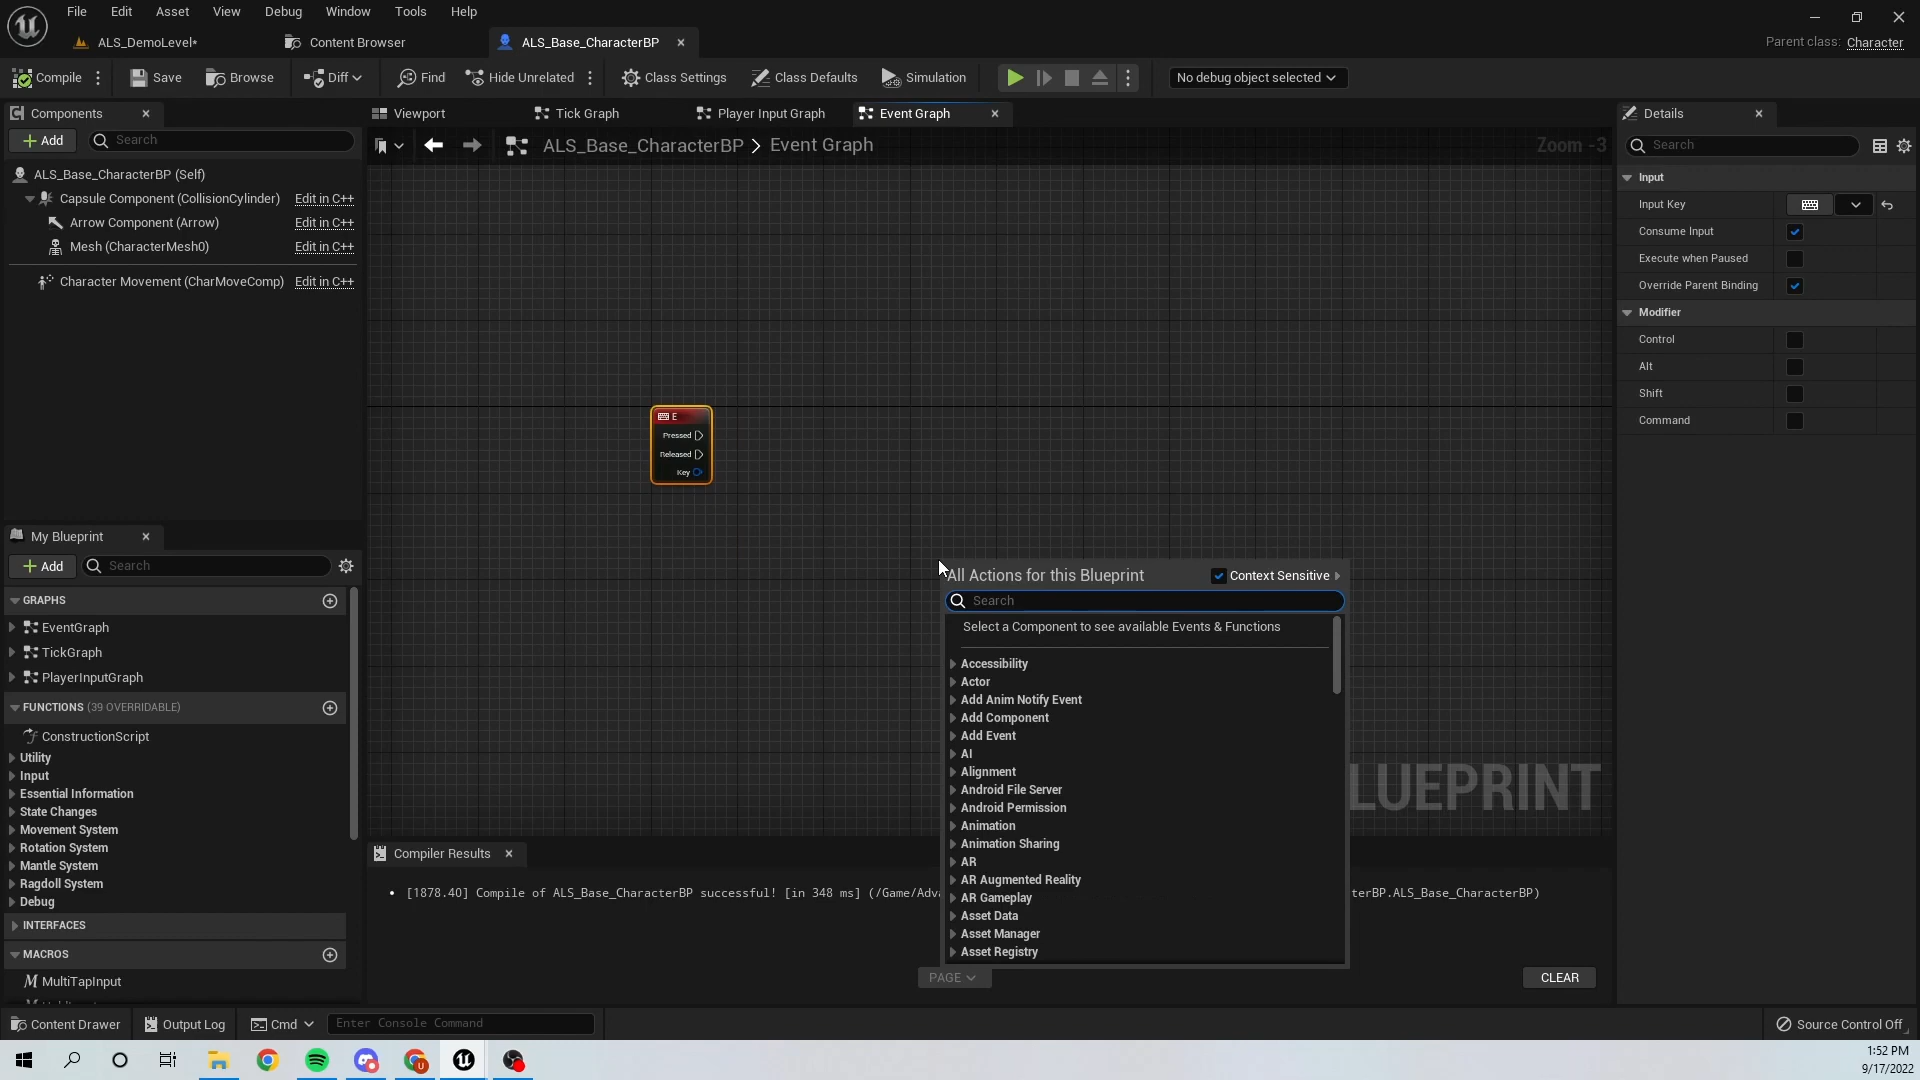 File Edit Asset View Debug Window Tools Help
ALS_DemoLevel* Content Browser ALS_Base_CharacterBP
Parent class: Character
Compile Save Browse Diff Find Hide Unrelated Class Settings Class Defaults Simulation No debug object selected
Components
Add Search
ALS_Base_CharacterBP (Self)
Capsule Component (CollisionCylinder) Edit in C++
Arrow Component (Arrow) Edit in C++
Mesh (CharacterMesh0) Edit in C++
Character Movement (CharMoveComp) Edit in C++
My Blueprint
Add Search
GRAPHS
EventGraph
TickGraph
PlayerInputGraph
FUNCTIONS (39 OVERRIDABLE)
ConstructionScript
Utility
Input
Essential Information
State Changes
Movement System
Rotation System
Mantle System
Ragdoll System
Debug
INTERFACES
MACROS
MultiTapInput
Viewport Tick Graph Player Input Graph Event Graph
ALS_Base_CharacterBP > Event Graph Zoom -3
E
Pressed
Released
Key
LUEPRINT
All Actions for this Blueprint Context Sensitive
Search
Select a Component to see available Events & Functions
Accessibility
Actor
Add Anim Notify Event
Add Component
Add Event
AI
Alignment
Android File Server
Android Permission
Animation
Animation Sharing
AR
AR Augmented Reality
AR Gameplay
Asset Data
Asset Manager
Asset Registry
Compiler Results
[1878.40] Compile of ALS_Base_CharacterBP successful! [in 348 ms] (/Game/Adva terBP.ALS_Base_CharacterBP)
PAGE CLEAR
Details
Search
Input
Input Key
Consume Input
Execute when Paused
Override Parent Binding
Modifier
Control
Alt
Shift
Command
Content Drawer Output Log Cmd Enter Console Command Source Control Off
1:52 PM
9/17/2022